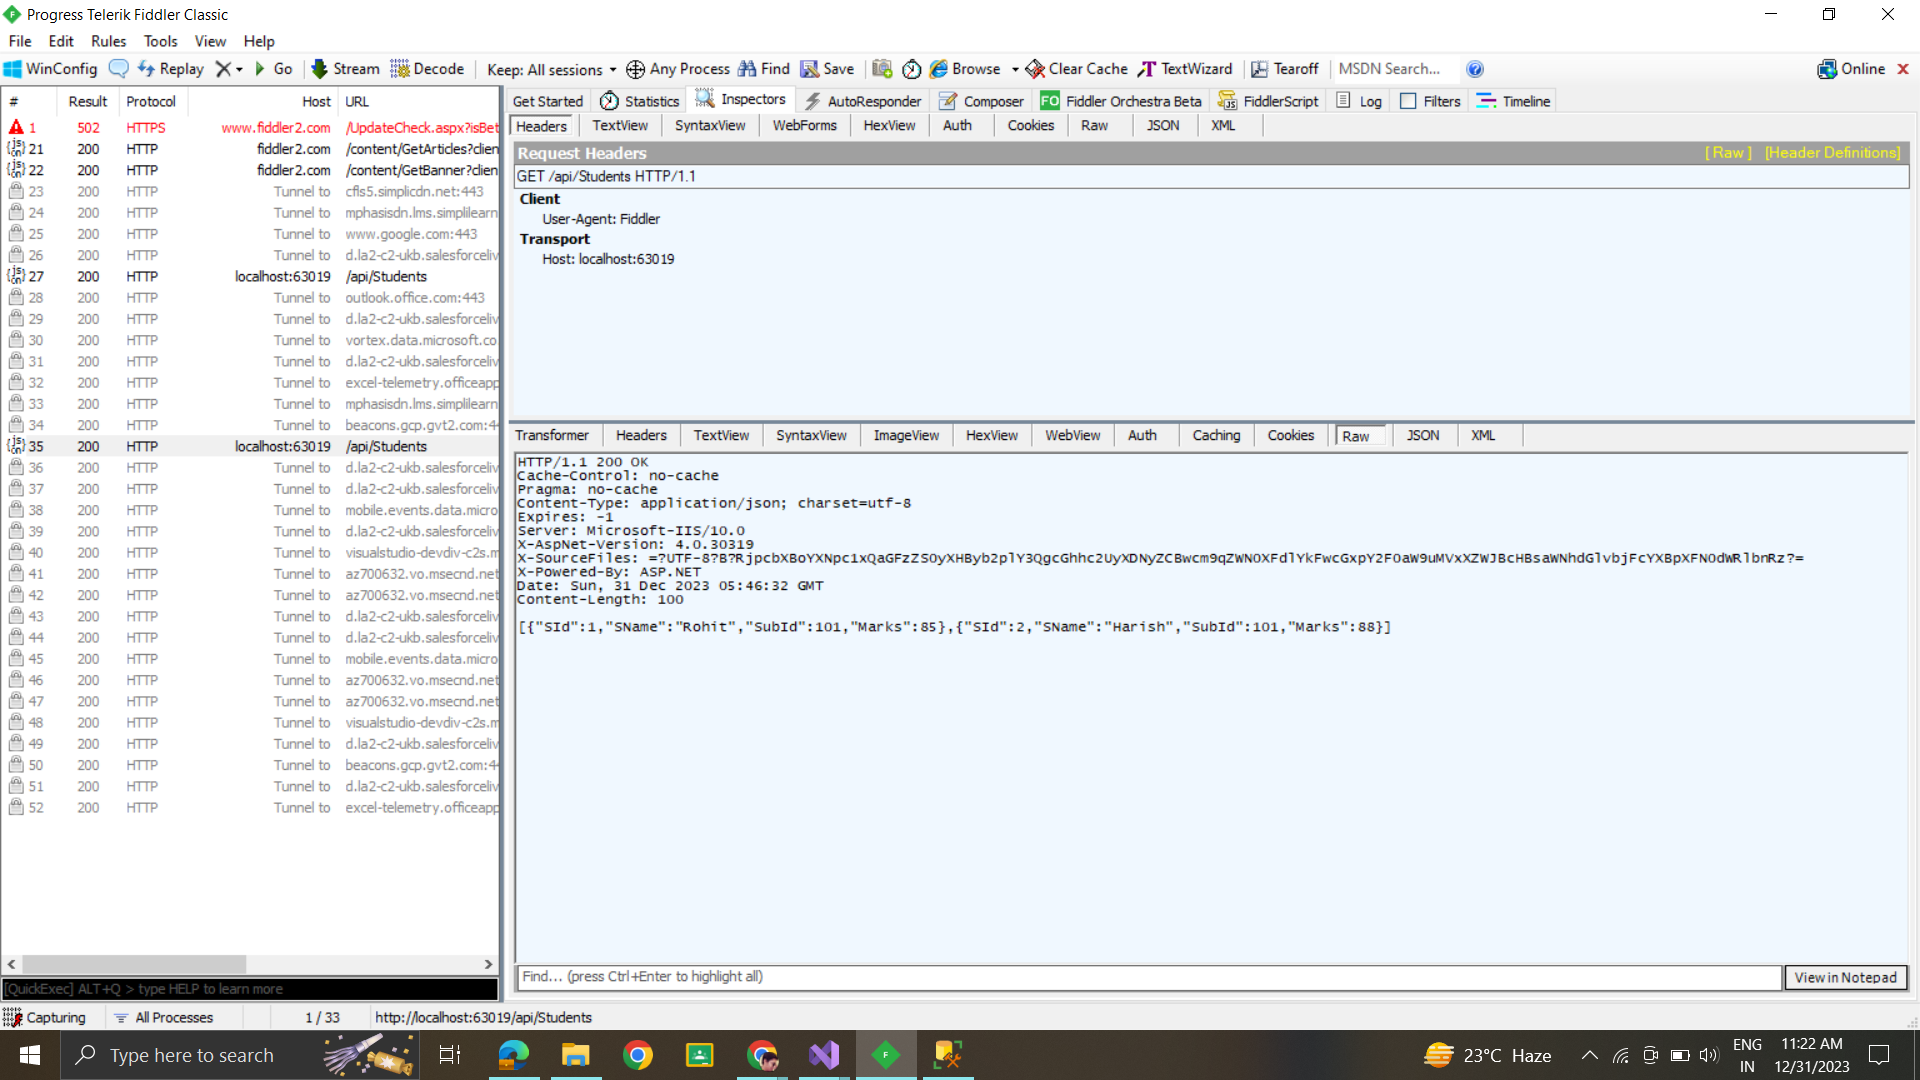 Progress Telerik Fiddler Classic
File Edit Rules Tools View Help
WinConfig Replay Go Stream Decode Keep: All sessions Any Process Find Save Browse Clear Cache TextWizard Tearoff MSDN Search... Online
# Result Protocol Host URL
1 502 HTTPS www.fiddler2.com /UpdateCheck.aspx?isBet
21 200 HTTP fiddler2.com /content/GetArticles?clien
22 200 HTTP fiddler2.com /content/GetBanner?clien
23 200 HTTP Tunnel to cfls5.simplicdn.net:443
24 200 HTTP Tunnel to mphasisdn.lms.simplilearn
25 200 HTTP Tunnel to www.google.com:443
26 200 HTTP Tunnel to d.la2-c2-ukb.salesforceliv
27 200 HTTP localhost:63019 /api/Students
28 200 HTTP Tunnel to outlook.office.com:443
29 200 HTTP Tunnel to d.la2-c2-ukb.salesforceliv
30 200 HTTP Tunnel to vortex.data.microsoft.co
31 200 HTTP Tunnel to d.la2-c2-ukb.salesforceliv
32 200 HTTP Tunnel to excel-telemetry.officeapp
33 200 HTTP Tunnel to mphasisdn.lms.simplilearn
34 200 HTTP Tunnel to beacons.gcp.gvt2.com:44
35 200 HTTP localhost:63019 /api/Students
36 200 HTTP Tunnel to d.la2-c2-ukb.salesforceliv
37 200 HTTP Tunnel to d.la2-c2-ukb.salesforceliv
38 200 HTTP Tunnel to mobile.events.data.micro
39 200 HTTP Tunnel to d.la2-c2-ukb.salesforceliv
40 200 HTTP Tunnel to visualstudio-devdiv-c2s.m
41 200 HTTP Tunnel to az700632.vo.msecnd.net
42 200 HTTP Tunnel to az700632.vo.msecnd.net
43 200 HTTP Tunnel to d.la2-c2-ukb.salesforceliv
44 200 HTTP Tunnel to d.la2-c2-ukb.salesforceliv
45 200 HTTP Tunnel to mobile.events.data.micro
46 200 HTTP Tunnel to az700632.vo.msecnd.net
47 200 HTTP Tunnel to az700632.vo.msecnd.net
48 200 HTTP Tunnel to visualstudio-devdiv-c2s.m
49 200 HTTP Tunnel to d.la2-c2-ukb.salesforceliv
50 200 HTTP Tunnel to beacons.gcp.gvt2.com:44
51 200 HTTP Tunnel to d.la2-c2-ukb.salesforceliv
52 200 HTTP Tunnel to excel-telemetry.officeapp
[QuickExec] ALT+Q > type HELP to learn more
Get Started Statistics Inspectors AutoResponder Composer FO Fiddler Orchestra Beta FiddlerScript Log Filters Timeline
Headers TextView SyntaxView WebForms HexView Auth Cookies Raw JSON XML
Request Headers [ Raw ] [Header Definitions]
GET /api/Students HTTP/1.1
Client
User-Agent: Fiddler
Transport
Host: localhost:63019
Transformer Headers TextView SyntaxView ImageView HexView WebView Auth Caching Cookies Raw JSON XML
HTTP/1.1 200 OK
Cache-Control: no-cache
Pragma: no-cache
Content-Type: application/json; charset=utf-8
Expires: -1
Server: Microsoft-IIS/10.0
X-AspNet-Version: 4.0.30319
X-SourceFiles:
X-Powered-By: ASP.NET
Date: Sun, 31 Dec 2023 05:46:32 GMT
Content-Length: 100
[{"SId":1,"SName":"Rohit","SubId":101,"Marks":85},{"SId":2,"SName":"Harish","SubId":101,"Marks":88}]
Find... (press Ctrl+Enter to highlight all) View in Notepad
Capturing All Processes 1 / 33 http://localhost:63019/api/Students
Type here to search 23°C Haze ENG IN 11:22 AM 12/31/2023